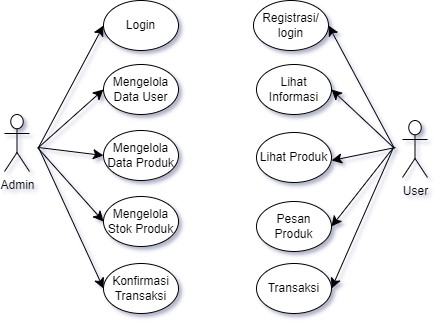 Login
Mengelola
Data User
Mengelola
Data Produk
Mengelola
Stok Produk
Konfirmasi
Transaksi
Admin
Registrasi/
login
Lihat
Informasi
Lihat Produk
Pesan
Produk
Transaksi
User